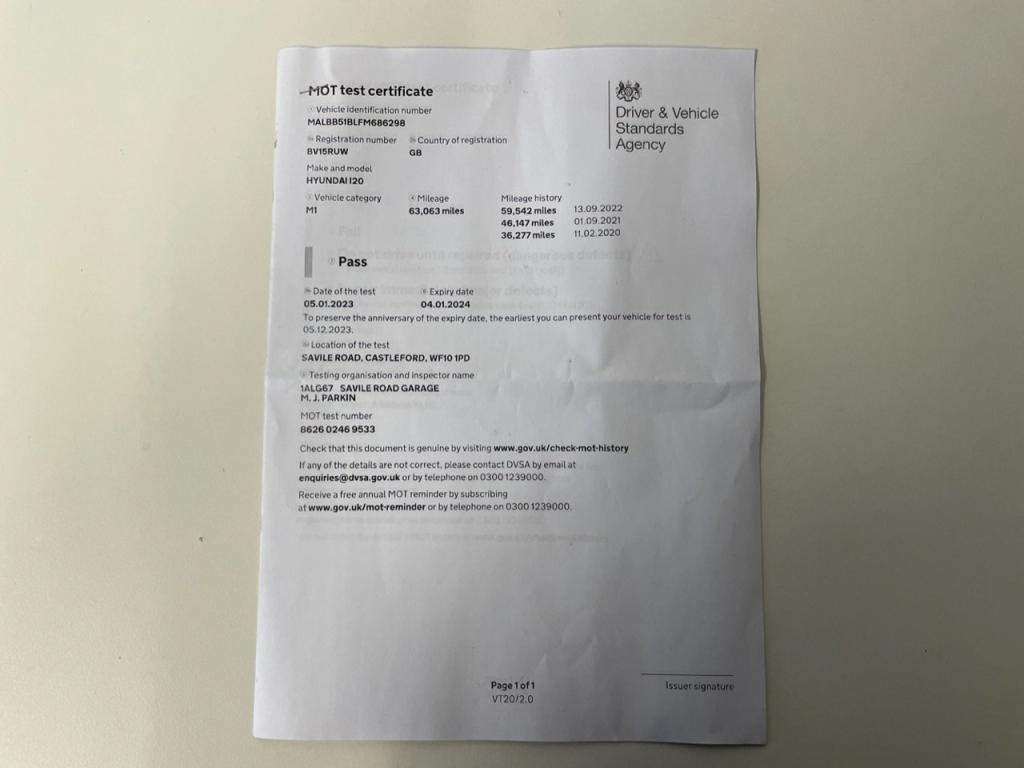 MOT test certificate
Driver & Vehicle
Standards
Agency
Vehicle identification number
MALBB51BLFM686298
Registration number Country of registration
BV15RUW GB
Make and model
HYUNDAI I20
Vehicle category Mileage Mileage history
M1 63,063 miles 59,542 miles 13.09.2022
46,147 miles 01.09.2021
36,277 miles 11.02.2020
Pass
Date of the test Expiry date
05.01.2023 04.01.2024
To preserve the anniversary of the expiry date, the earliest you can present your vehicle for test is
05.12.2023.
Location of the test
SAVILE ROAD, CASTLEFORD, WF10 1PD
Testing organisation and inspector name
1ALG67 SAVILE ROAD GARAGE
M. J. PARKIN
MOT test number
8626 0246 9533
Check that this document is genuine by visiting www.gov.uk/check-mot-history
If any of the details are not correct, please contact DVSA by email at
enquiries@dvsa.gov.uk or by telephone on 0300 1239000.
Receive a free annual MOT reminder by subscribing
at www.gov.uk/mot-reminder or by telephone on 0300 1239000.
Page 1 of 1
VT20/2.0
Issuer signature